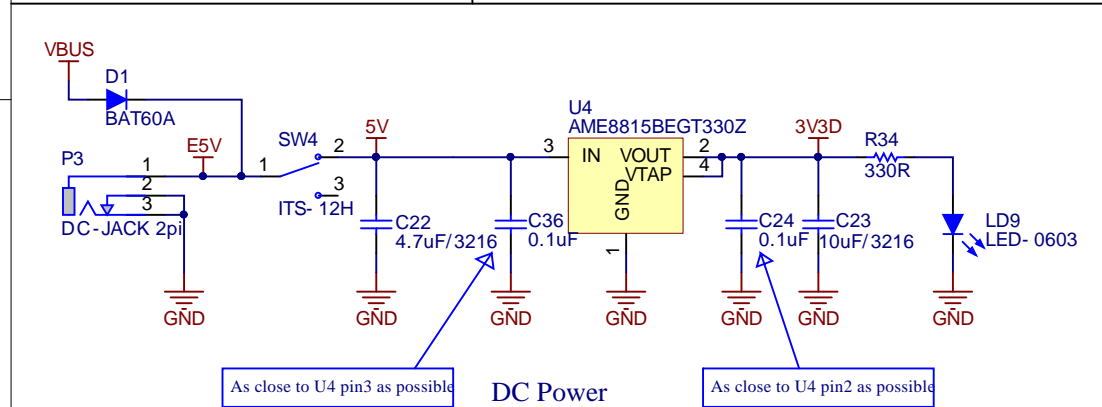 VBUS
D1
BAT60A
P3
1
2
3
DC-JACK 2pi
E5V
1
SW4
2
3
ITS- 12H
5V
C22
4.7uF/3216
C36
0.1uF
U4
AME8815BEGT330Z
3
IN
VOUT
VTAP
GND
2
4
1
3V3D
C24
0.1uF
C23
10uF/3216
R34
330R
LD9
LED- 0603
GND
GND
GND
GND
GND
GND
GND
As close to U4 pin3 as possible
DC Power
As close to U4 pin2 as possible